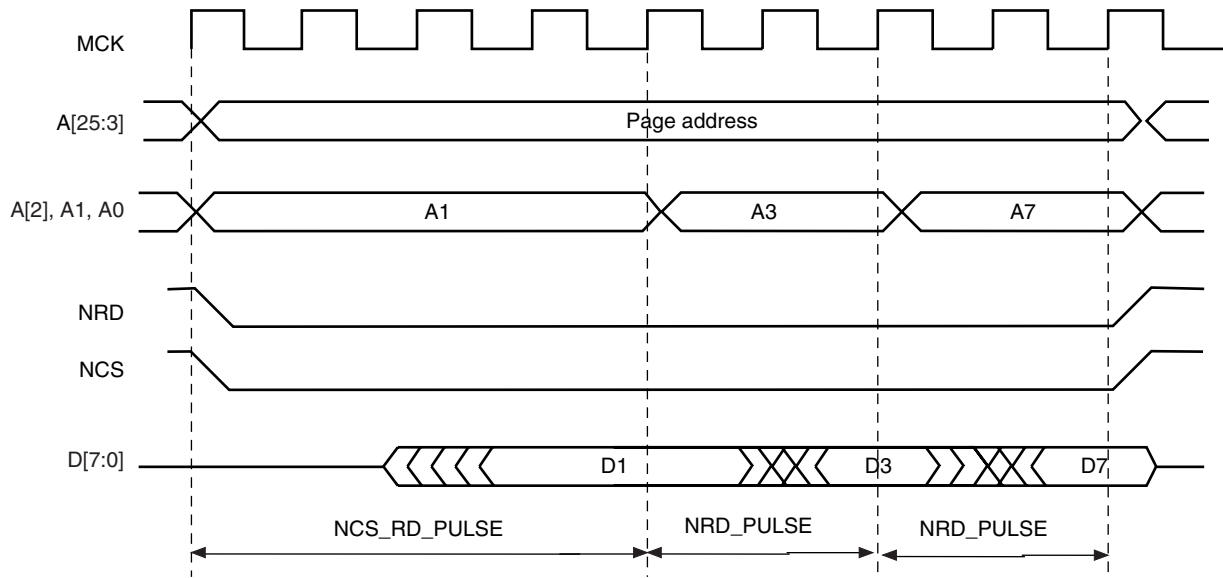 MCK
A[25:3]
Page address
A[2], A1, A0
A1
A3
A7
NRD
NCS
D[7:0]
D1
D3
D7
NCS_RD_PULSE
NRD_PULSE
NRD_PULSE